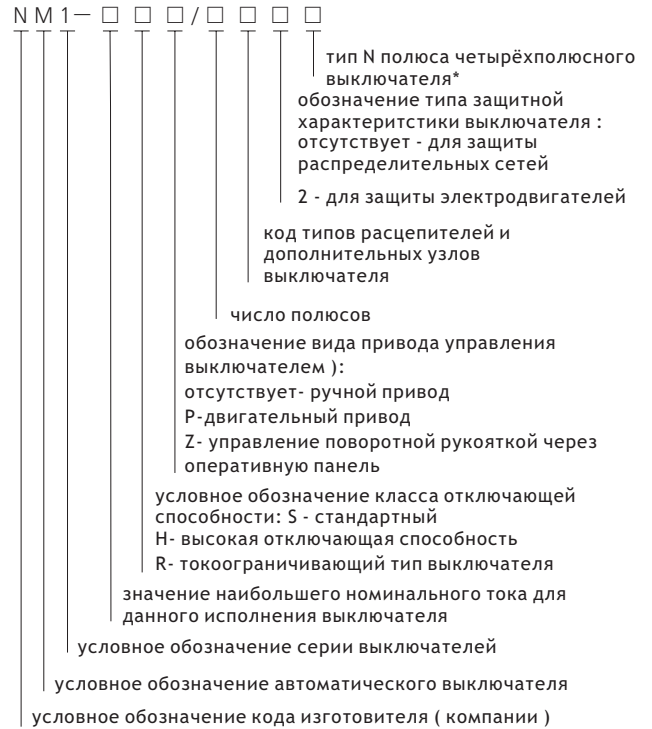 NM1—□ □ □/□ □ □ □
тип N полюса четырёхполюсного
выключателя*
обозначение типа защитной
характеритстики выключателя :
отсутствует - для защиты
распределительных сетей
2 - для защиты электродвигателей
код типов расцепителей и
дополнительных узлов
выключателя
число полюсов
обозначение вида привода управления
выключателем ):
отсутствует- ручной привод
P-двигательный привод
Z- управление поворотной рукояткой через
оперативную панель
условное обозначение класса отключающей
способности: S - стандартный
H- высокая отключающая способность
R- токоограничивающий тип выключателя
значение наибольшего номинального тока для
данного исполнения выключателя
условное обозначение серии выключателей
условное обозначение автоматического выключателя
условное обозначение кода изготовителя ( компании )